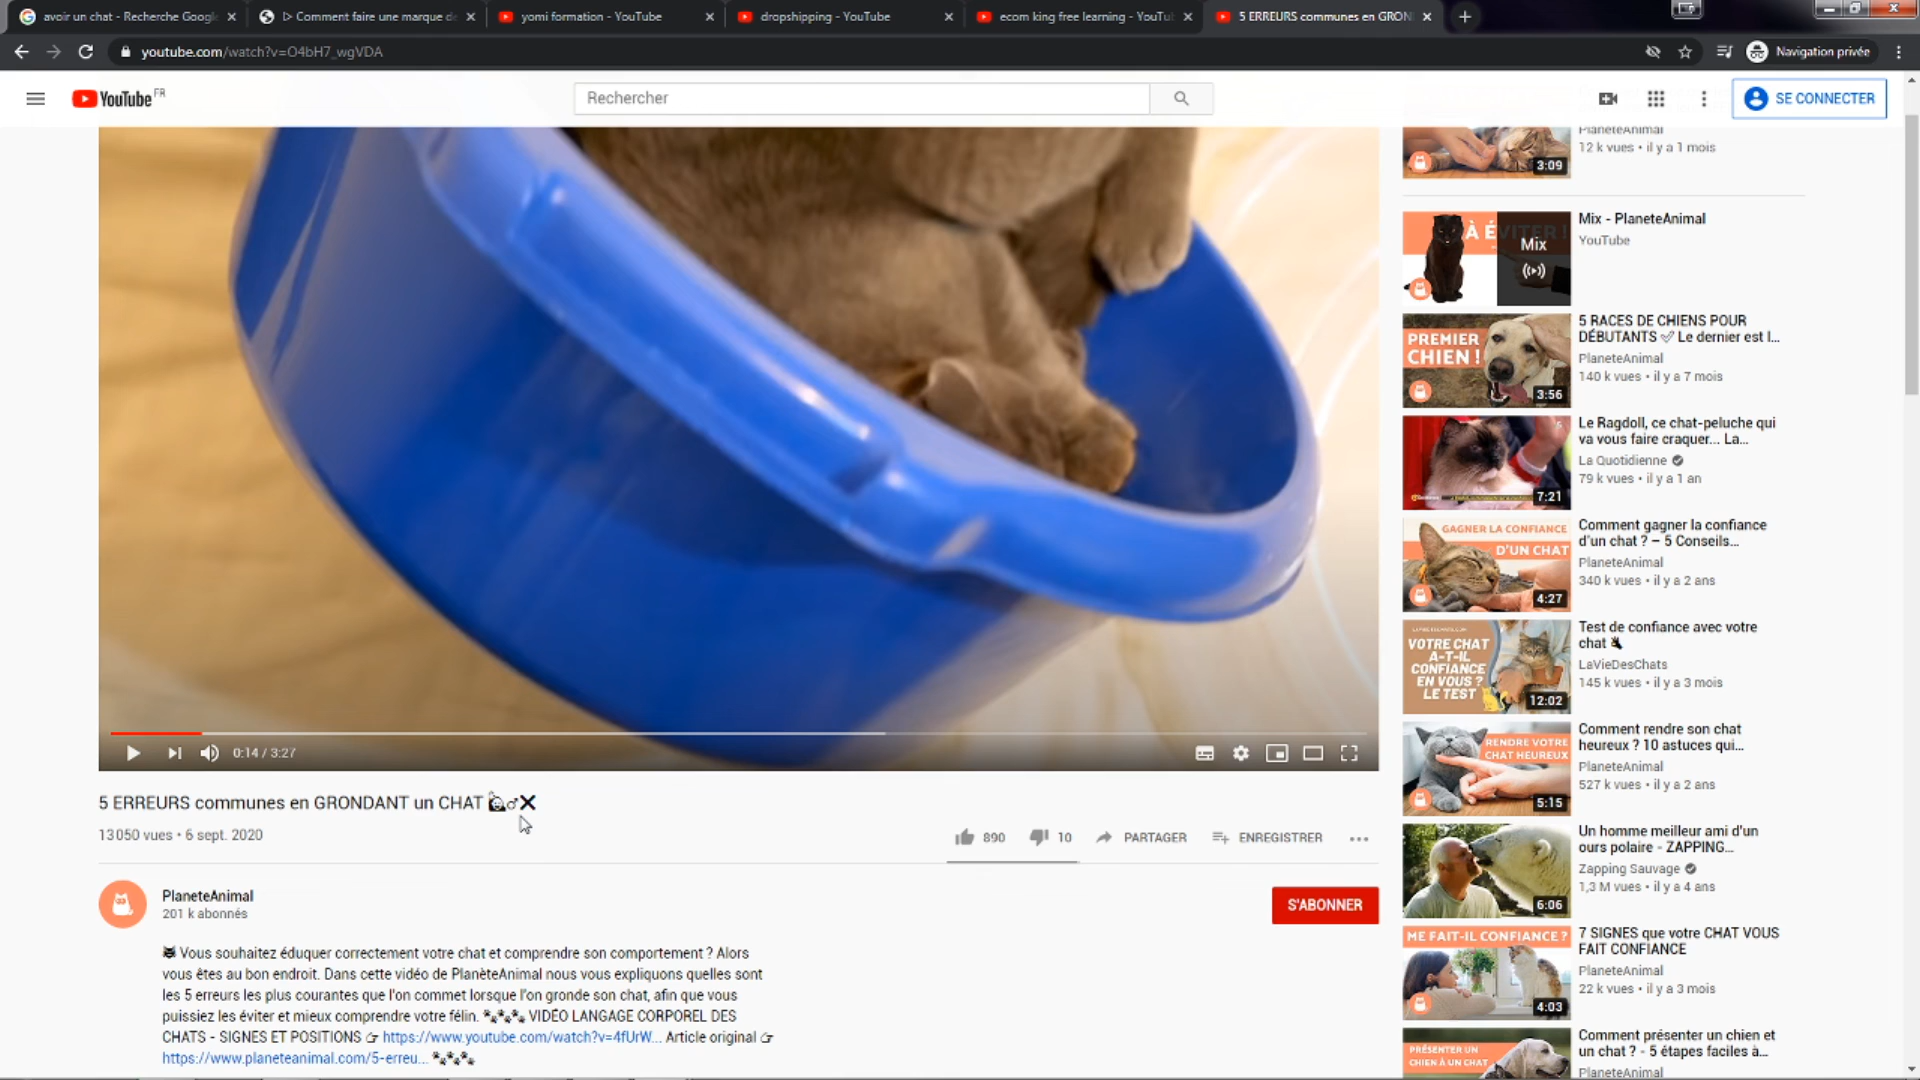 avoir un chat - Recherche Googl
▷ Comment faire une marque de
yomi formation - YouTube
dropshipping - YouTube
ecom king free learning - YouTu
5 ERREURS communes en GRON
youtube.com/watch?v=O4bH7_wgVDA
Navigation privée
YouTube FR
Rechercher
SE CONNECTER
0:14 / 3:27
5 ERREURS communes en GRONDANT un CHAT
13 050 vues • 6 sept. 2020
890
10
PARTAGER
ENREGISTRER
PlaneteAnimal
201 k abonnés
S'ABONNER
Vous souhaitez éduquer correctement votre chat et comprendre son comportement ? Alors
vous êtes au bon endroit. Dans cette vidéo de PlanèteAnimal nous vous expliquons quelles sont
les 5 erreurs les plus courantes que l'on commet lorsque l'on gronde son chat, afin que vous
puissiez les éviter et mieux comprendre votre félin. VIDÉO LANGAGE CORPOREL DES
CHATS - SIGNES ET POSITIONS https://www.youtube.com/watch?v=4fUrW... Article original
https://www.planeteanimal.com/5-erreu...
PlaneteAnimal
12 k vues • il y a 1 mois
3:09
À É
Mix
Mix - PlaneteAnimal
YouTube
PREMIER
CHIEN !
3:56
5 RACES DE CHIENS POUR
DÉBUTANTS Le dernier est l...
PlaneteAnimal
140 k vues • il y a 7 mois
7:21
Le Ragdoll, ce chat-peluche qui
va vous faire craquer... La...
La Quotidienne
79 k vues • il y a 1 an
GAGNER LA CONFIANCE
D'UN CHAT
4:27
Comment gagner la confiance
d'un chat ? – 5 Conseils...
PlaneteAnimal
340 k vues • il y a 2 ans
VOTRE CHAT
A-T-IL
CONFIANCE
EN VOUS ?
LE TEST
12:02
Test de confiance avec votre
chat
LaVieDesChats
145 k vues • il y a 3 mois
RENDRE VOTRE
CHAT HEUREUX
5:15
Comment rendre son chat
heureux ? 10 astuces qui...
PlaneteAnimal
527 k vues • il y a 2 ans
6:06
Un homme meilleur ami d'un
ours polaire - ZAPPING...
Zapping Sauvage
1,3 M vues • il y a 4 ans
ME FAIT-IL CONFIANCE ?
4:03
7 SIGNES que votre CHAT VOUS
FAIT CONFIANCE
PlaneteAnimal
22 k vues • il y a 3 mois
PRÉSENTER UN
CHIEN À UN CHAT
Comment présenter un chien et
un chat ? - 5 étapes faciles à...
PlaneteAnimal